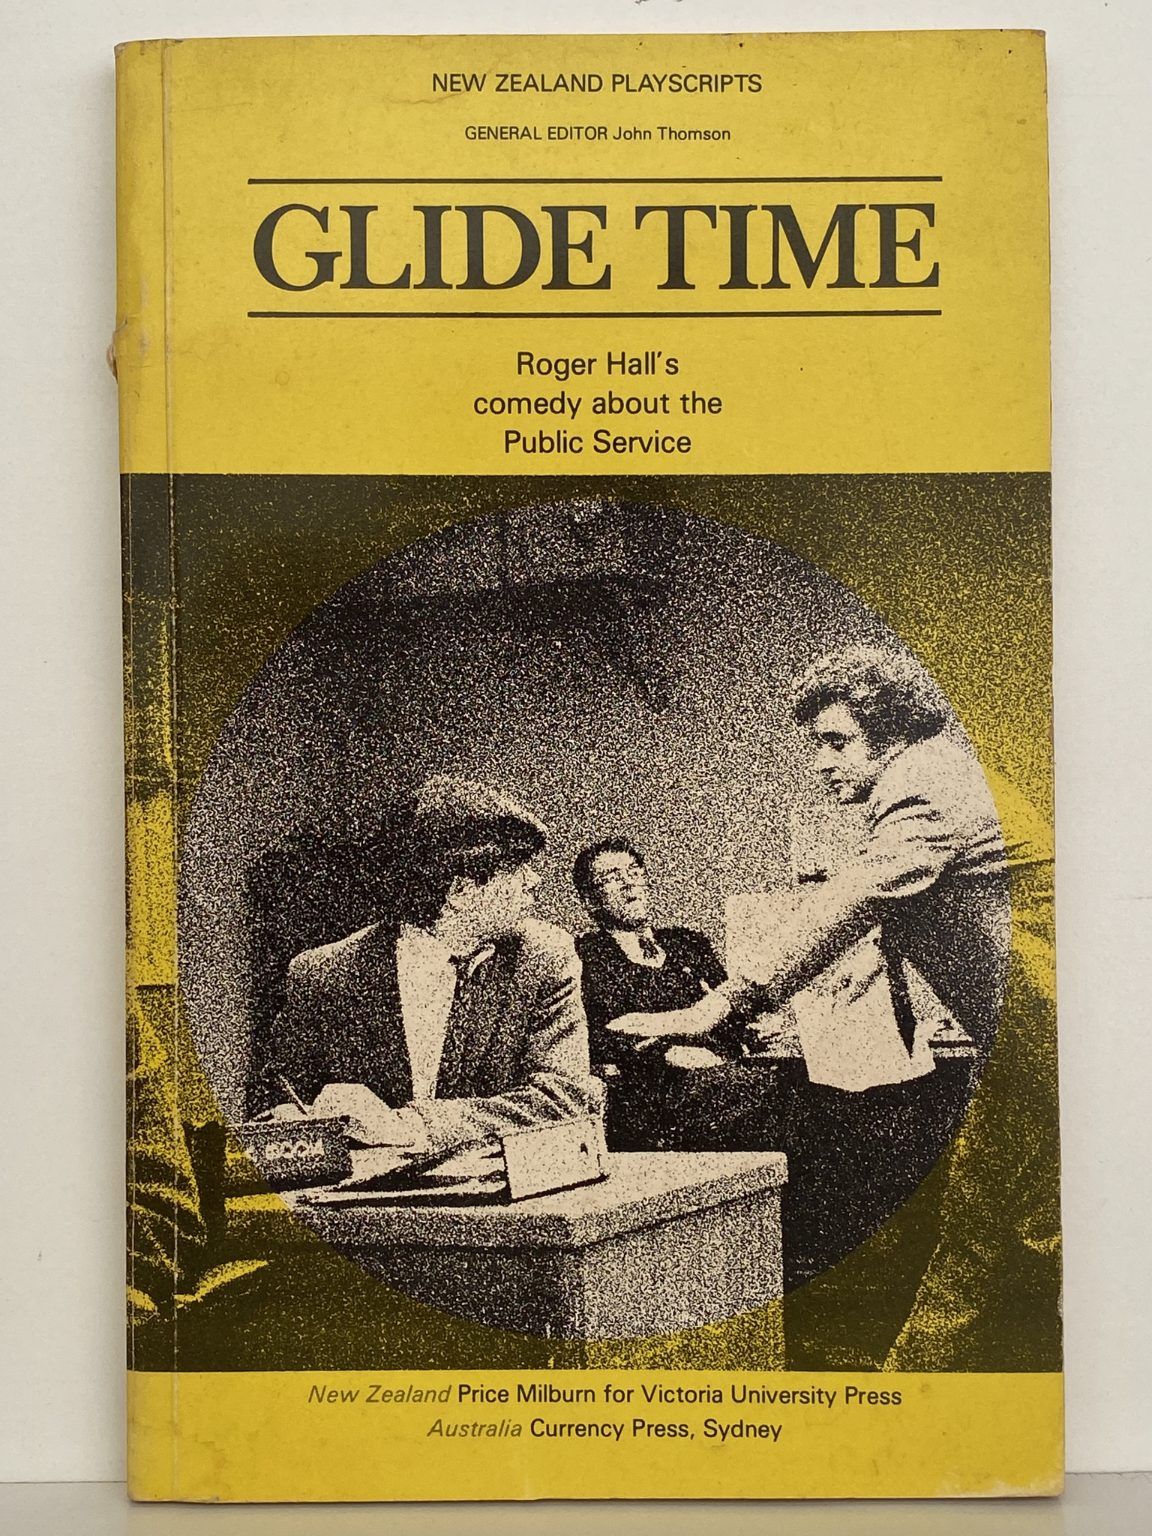 NEW ZEALAND PLAYSCRIPTS
GENERAL EDITOR John Thomson
GLIDE TIME
Roger Hall's
comedy about the
Public Service
New Zealand Price Milburn for Victoria University Press
Australia Currency Press, Sydney